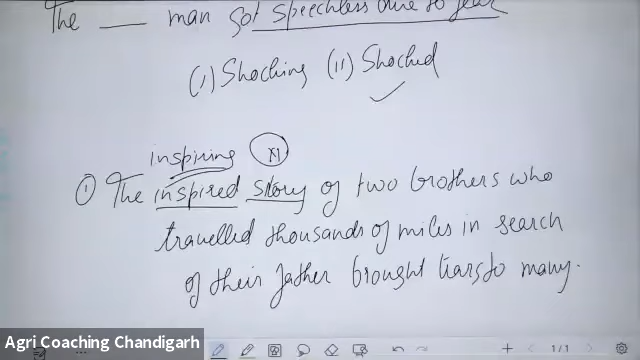 The ___ man got speechless due to fear
(i) Shocking (ii) Shocked
inspiring (x)
① The inspired story of two brothers who
travelled thousands of miles in search
of their father brought tears to many.
Agri Coaching Chandigarh
1/1